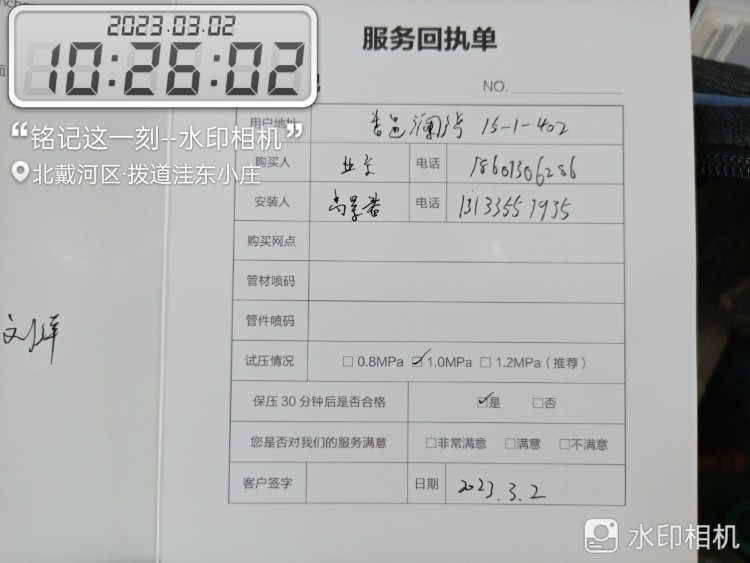 2023.03.02
10:26:02
“铭记这一刻--水印相机”
北戴河区·拨道洼东小庄
服务回执单
NO.
用户地址 15-1-402
购买人 北京 电话 18601306286
安装人 电话 13133551935
购买网点
管材喷码
管件喷码
试压情况 □ 0.8MPa ☑ 1.0MPa □ 1.2MPa（推荐）
保压 30 分钟后是否合格 ☑是 □否
您是否对我们的服务满意 □非常满意 □满意 □不满意
客户签字 日期 2023.3.2
水印相机